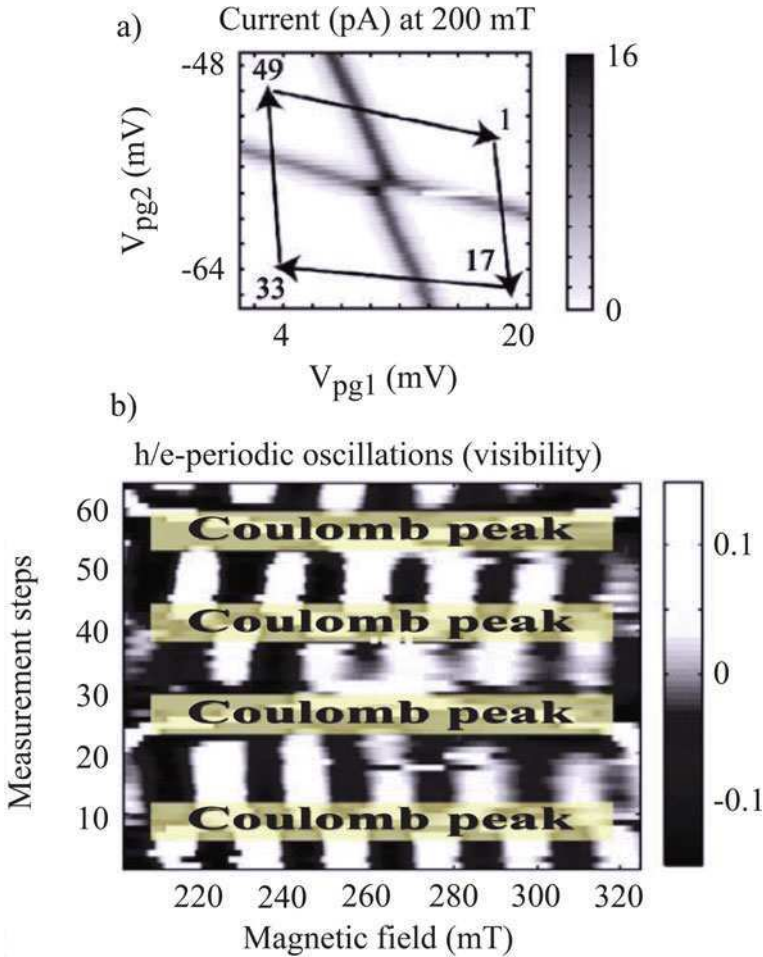 a)
Current (pA) at 200 mT
-48
49
1
16
Vpg2 (mV)
-64
33
17
0
4
20
Vpg1 (mV)
b)
h/e-periodic oscillations (visibility)
60
Coulomb peak
50
0.1
Coulomb peak
40
Measurement steps
0
30
Coulomb peak
20
-0.1
10
Coulomb peak
220
240
260
280
300
320
Magnetic field (mT)